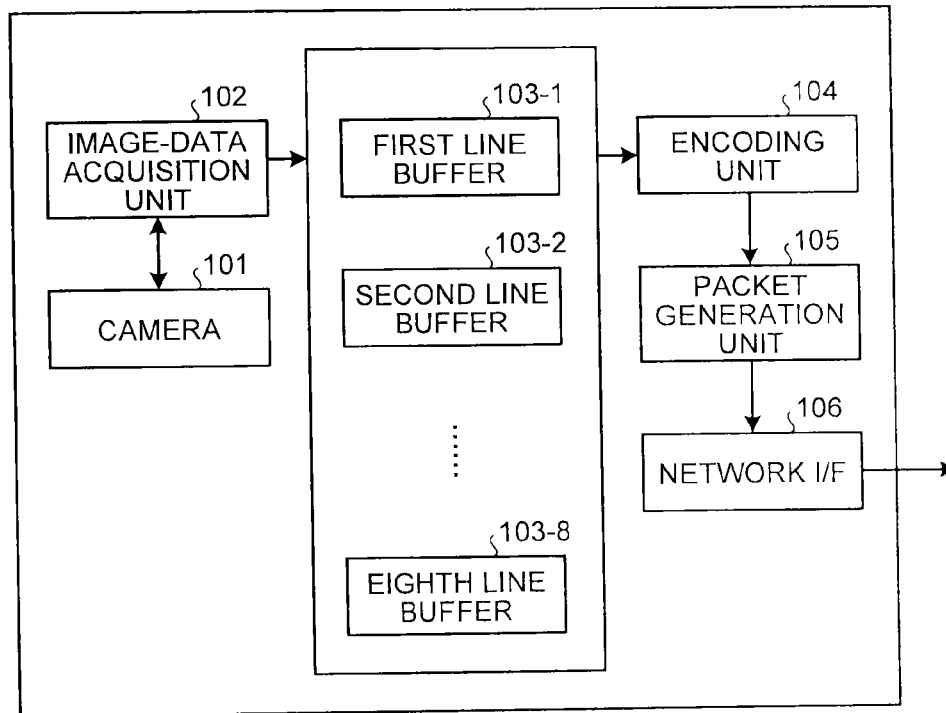 102
IMAGE-DATA
ACQUISITION
UNIT
101
CAMERA
103-1
FIRST LINE
BUFFER
103-2
SECOND LINE
BUFFER
103-8
EIGHTH LINE
BUFFER
104
ENCODING
UNIT
105
PACKET
GENERATION
UNIT
106
NETWORK I/F